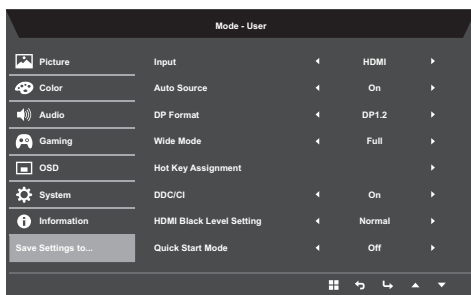 Mode - User
Picture Input HDMI
Color Auto Source On
Audio DP Format DP1.2
Gaming Wide Mode Full
OSD Hot Key Assignment
System DDC/CI On
Information HDMI Black Level Setting Normal
Save Settings to... Quick Start Mode Off